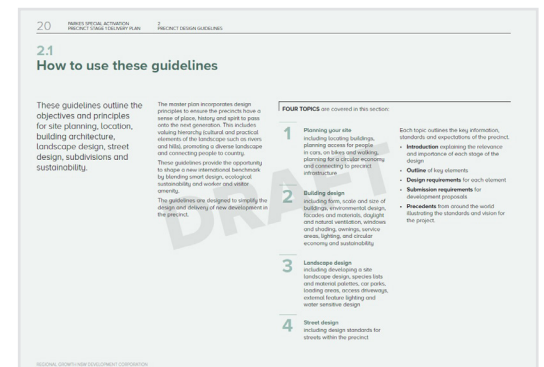 20
PARKES SPECIAL ACTIVATION
PRECINCT STAGE 1 DELIVERY PLAN
2
PRECINCT DESIGN GUIDELINES
2.1
How to use these guidelines
These guidelines outline the
objectives and principles
for site planning, location,
building architecture,
landscape design, street
design, subdivisions and
sustainability.
The master plan incorporates design
principles to ensure the precincts have a
sense of place, history and spirit to pass
onto the next generation. This includes
valuing hierarchy (cultural and practical
elements of the landscape such as rivers
and hills), promoting a diverse landscape
and connecting people to country.
These guidelines provide the opportunity
to shape a new international benchmark
by blending smart design, ecological
sustainability and worker and visitor
amenity.
The guidelines are designed to simplify the
design and delivery of new development in
the precinct.
FOUR TOPICS are covered in this section:
1
Planning your site
including locating buildings,
planning access for people
in cars, on bikes and walking,
planning for a circular economy
and connecting to precinct
infrastructure
2
Building design
including form, scale and size of
buildings, environmental design,
facades and materials, daylight
and natural ventilation, windows
and shading, awnings, service
areas, lighting, and circular
economy and sustainability
3
Landscape design
including developing a site
landscape design, species lists
and material palettes, car parks,
loading areas, access driveways,
external feature lighting and
water sensitive design
4
Street design
including design standards for
streets within the precinct
Each topic outlines the key information,
standards and expectations of the precinct.
• Introduction explaining the relevance
and importance of each stage of the
design
• Outline of key elements
• Design requirements for each element
• Submission requirements for
development proposals
• Precedents from around the world
illustrating the standards and vision for
the project.
DRAFT
REGIONAL GROWTH NSW DEVELOPMENT CORPORATION